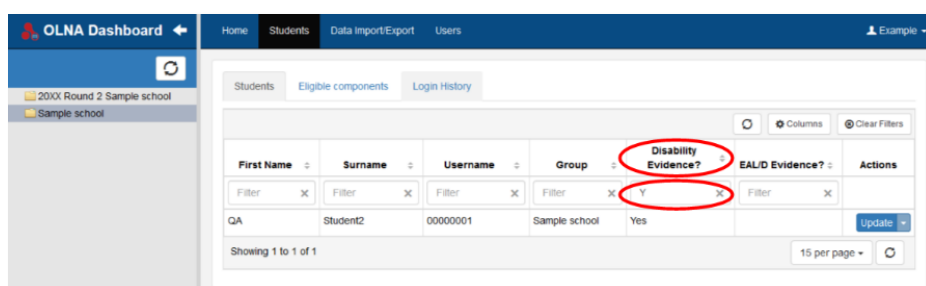 OLNA Dashboard
Home Students Data Import/Export Users Example
20XX Round 2 Sample school
Sample school
Students Eligible components Login History
Columns Clear Filters
First Name Surname Username Group Disability Evidence? EAL/D Evidence? Actions
Filter Filter Filter Filter Y Filter
QA Student2 00000001 Sample school Yes Update
Showing 1 to 1 of 1 15 per page